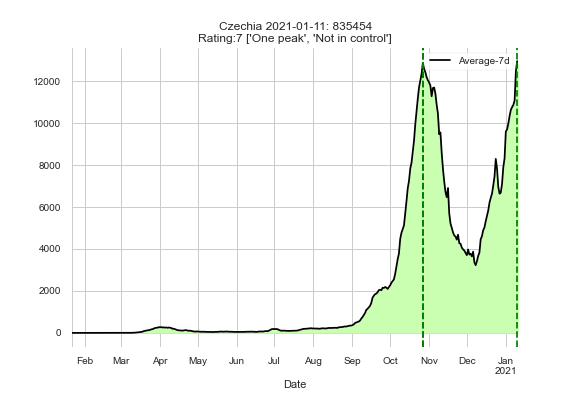 Czechia 2021-01-11: 835454
Rating:7 ['One peak', 'Not in control']
Average-7d
12000
10000
8000
6000
4000
2000
0
Feb Mar Apr May Jun Jul Aug Sep Oct Nov Dec Jan
2021
Date